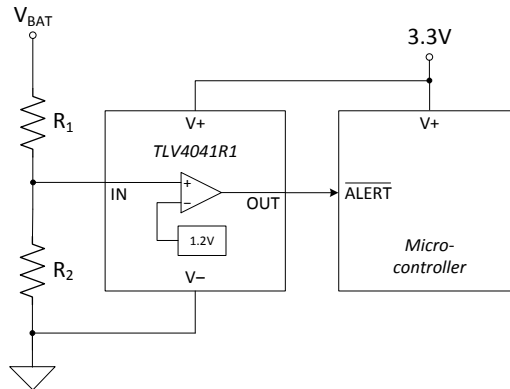 V_BAT
3.3V
R_1
V+
V+
TLV4041R1
IN
+
−
OUT
ALERT
1.2V
R_2
Micro-
controller
V−